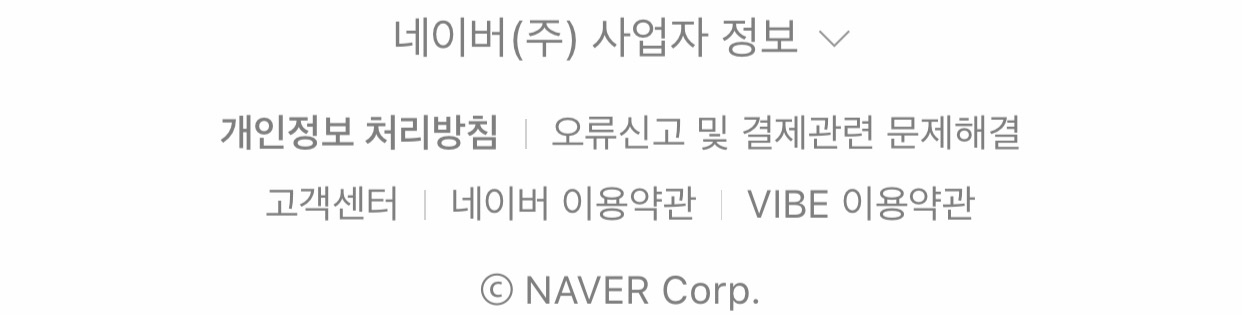 네이버(주) 사업자 정보
개인정보 처리방침 | 오류신고 및 결제관련 문제해결
고객센터 | 네이버 이용약관 | VIBE 이용약관
ⓒ NAVER Corp.